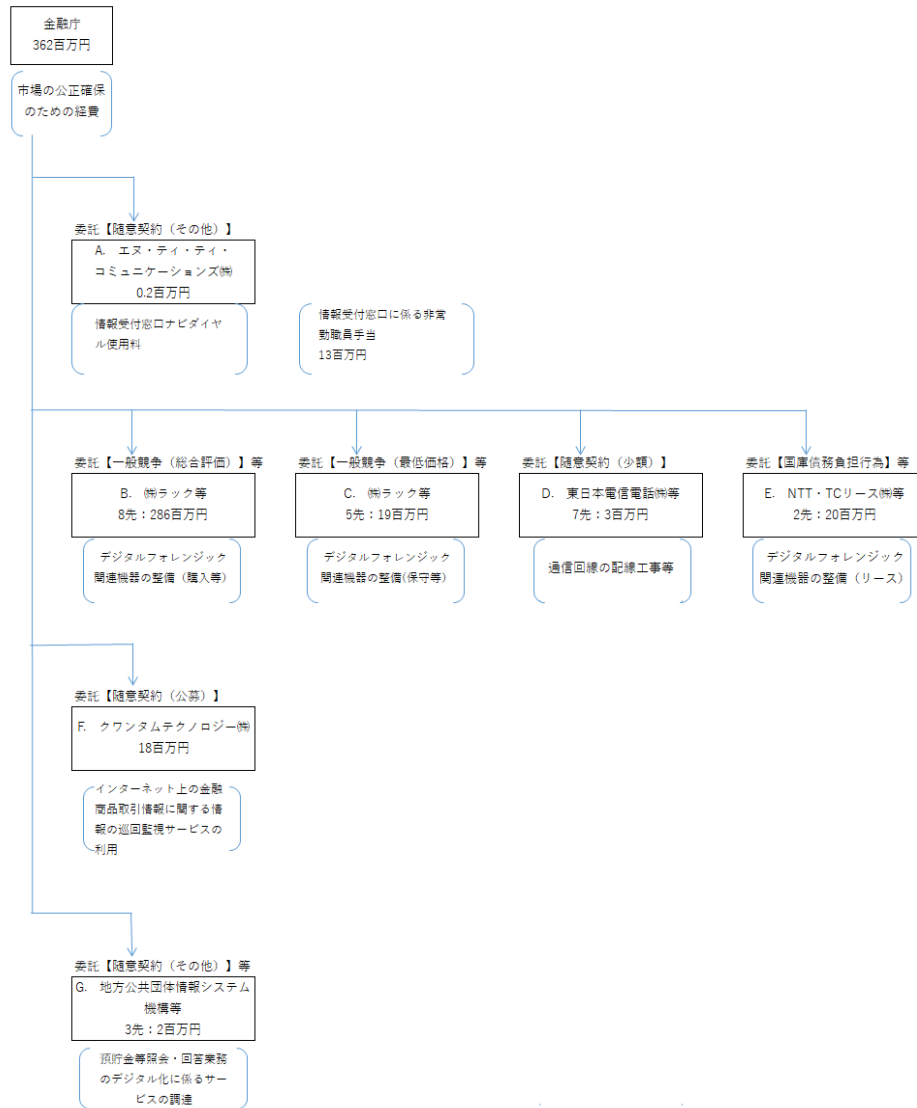 金融庁
362百万円
市場の公正確保
のための経費
委託【随意契約（その他）】
A.　エヌ・ティ・ティ・
コミュニケーションズ㈱
0.2百万円
情報受付窓口ナビダイヤ
ル使用料
情報受付窓口に係る非常
勤職員手当
13百万円
委託【一般競争（総合評価）】等
B.　㈱ラック等
8先：286百万円
デジタルフォレンジック
関連機器の整備（購入等）
委託【一般競争（最低価格）】等
C.　㈱ラック等
5先：19百万円
デジタルフォレンジック
関連機器の整備(保守等）
委託【随意契約（少額）】
D.　東日本電信電話㈱等
7先：3百万円
通信回線の配線工事等
委託【国庫債務負担行為】等
E.　NTT・TCリース㈱等
2先：20百万円
デジタルフォレンジック
関連機器の整備（リース）
委託【随意契約（公募）】
F.　クワンタムテクノロジー㈱
18百万円
インターネット上の金融
商品取引情報に関する情
報の巡回監視サービスの
利用
委託【随意契約（その他）】等
G.　地方公共団体情報システム
機構等
3先：2百万円
預貯金等照会・回答業務
のデジタル化に係るサー
ビスの調達